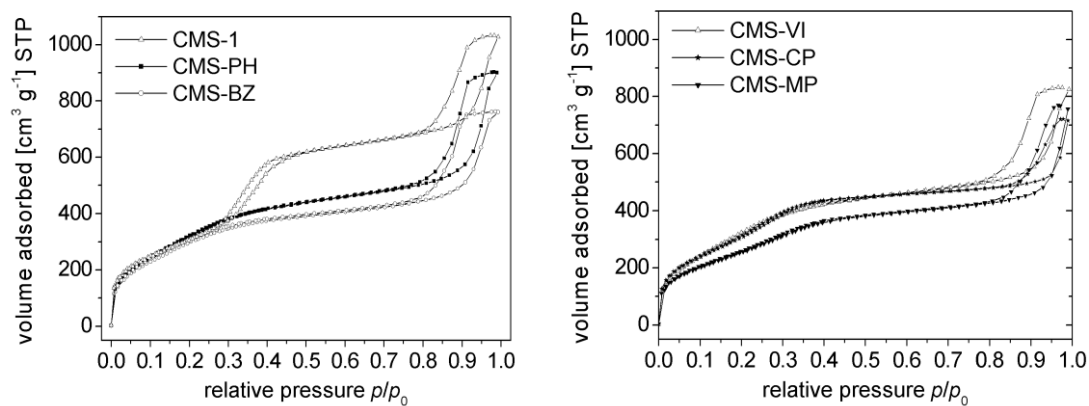 1000
800
600
400
200
0
volume adsorbed [cm³ g⁻¹] STP
CMS-1
CMS-PH
CMS-BZ
0.0 0.1 0.2 0.3 0.4 0.5 0.6 0.7 0.8 0.9 1.0
relative pressure p/p₀
1000
800
600
400
200
0
volume adsorbed [cm³ g⁻¹] STP
CMS-VI
CMS-CP
CMS-MP
0.0 0.1 0.2 0.3 0.4 0.5 0.6 0.7 0.8 0.9 1.0
relative pressure p/p₀